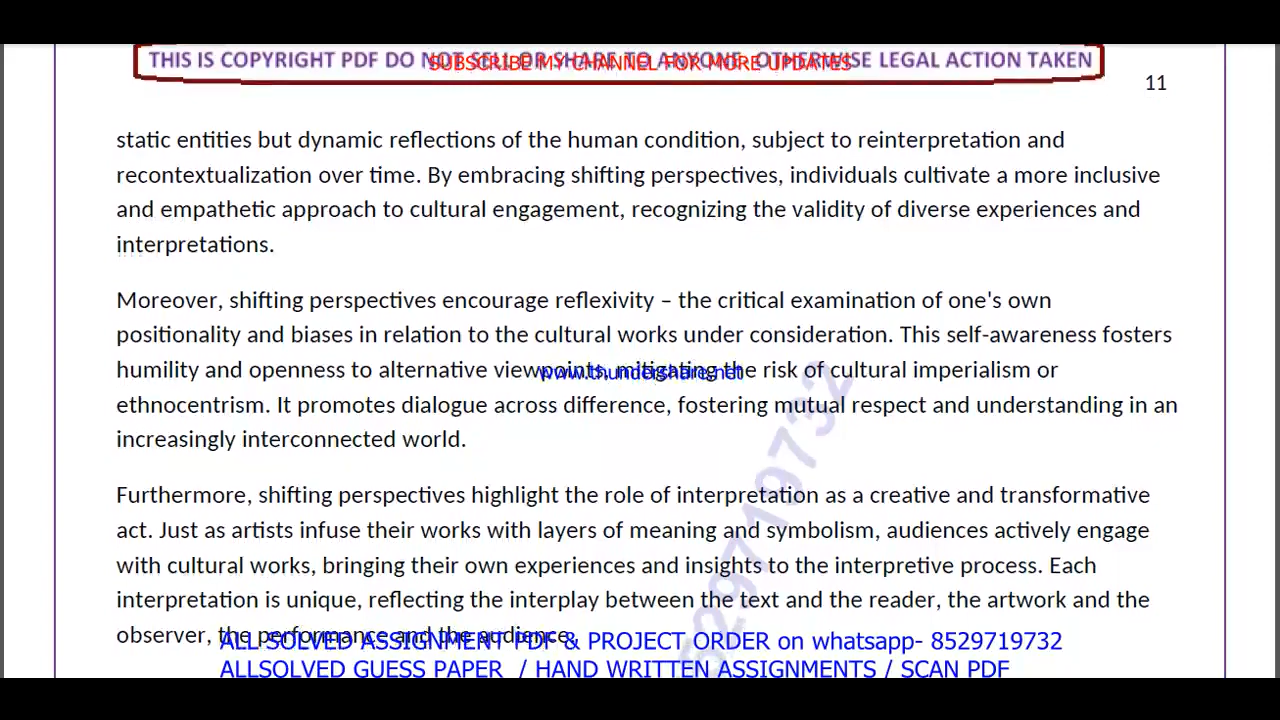 THIS IS COPYRIGHT PDF DO NOT SELL OR SHARE TO ANYONE OTHERWISE LEGAL ACTION TAKEN
SUBSCRIBE MY CHANNEL FOR MORE UPDATES
11
static entities but dynamic reflections of the human condition, subject to reinterpretation and
recontextualization over time. By embracing shifting perspectives, individuals cultivate a more inclusive
and empathetic approach to cultural engagement, recognizing the validity of diverse experiences and
interpretations.
Moreover, shifting perspectives encourage reflexivity – the critical examination of one's own
positionality and biases in relation to the cultural works under consideration. This self-awareness fosters
humility and openness to alternative viewpoints, mitigating the risk of cultural imperialism or
www.thundershare.net
ethnocentrism. It promotes dialogue across difference, fostering mutual respect and understanding in an
increasingly interconnected world.
8529719732
Furthermore, shifting perspectives highlight the role of interpretation as a creative and transformative
act. Just as artists infuse their works with layers of meaning and symbolism, audiences actively engage
with cultural works, bringing their own experiences and insights to the interpretive process. Each
interpretation is unique, reflecting the interplay between the text and the reader, the artwork and the
observer, the performance and the audience.
ALL SOLVED ASSIGNMENT PDF & PROJECT ORDER on whatsapp- 8529719732
ALLSOLVED GUESS PAPER / HAND WRITTEN ASSIGNMENTS / SCAN PDF